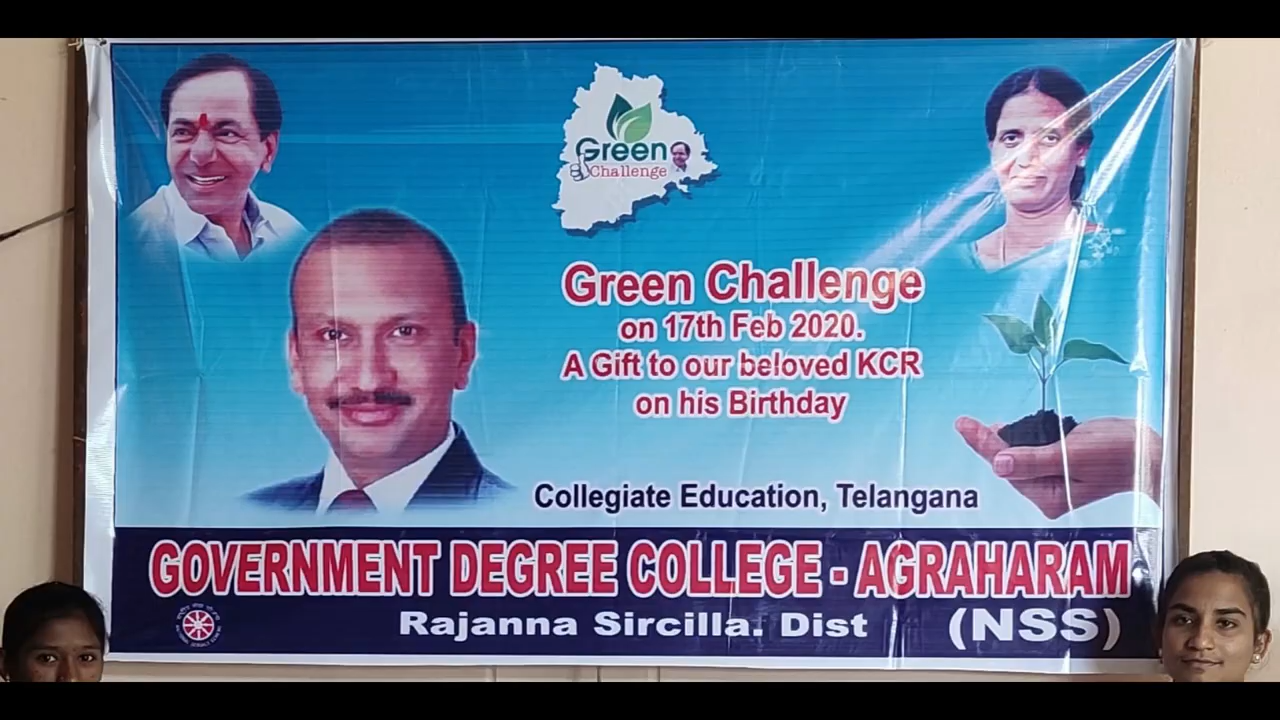 Green
Challenge
Green Challenge
on 17th Feb 2020.
A Gift to our beloved KCR
on his Birthday
Collegiate Education, Telangana
GOVERNMENT DEGREE COLLEGE - AGRAHARAM
Rajanna Sircilla. Dist (NSS)